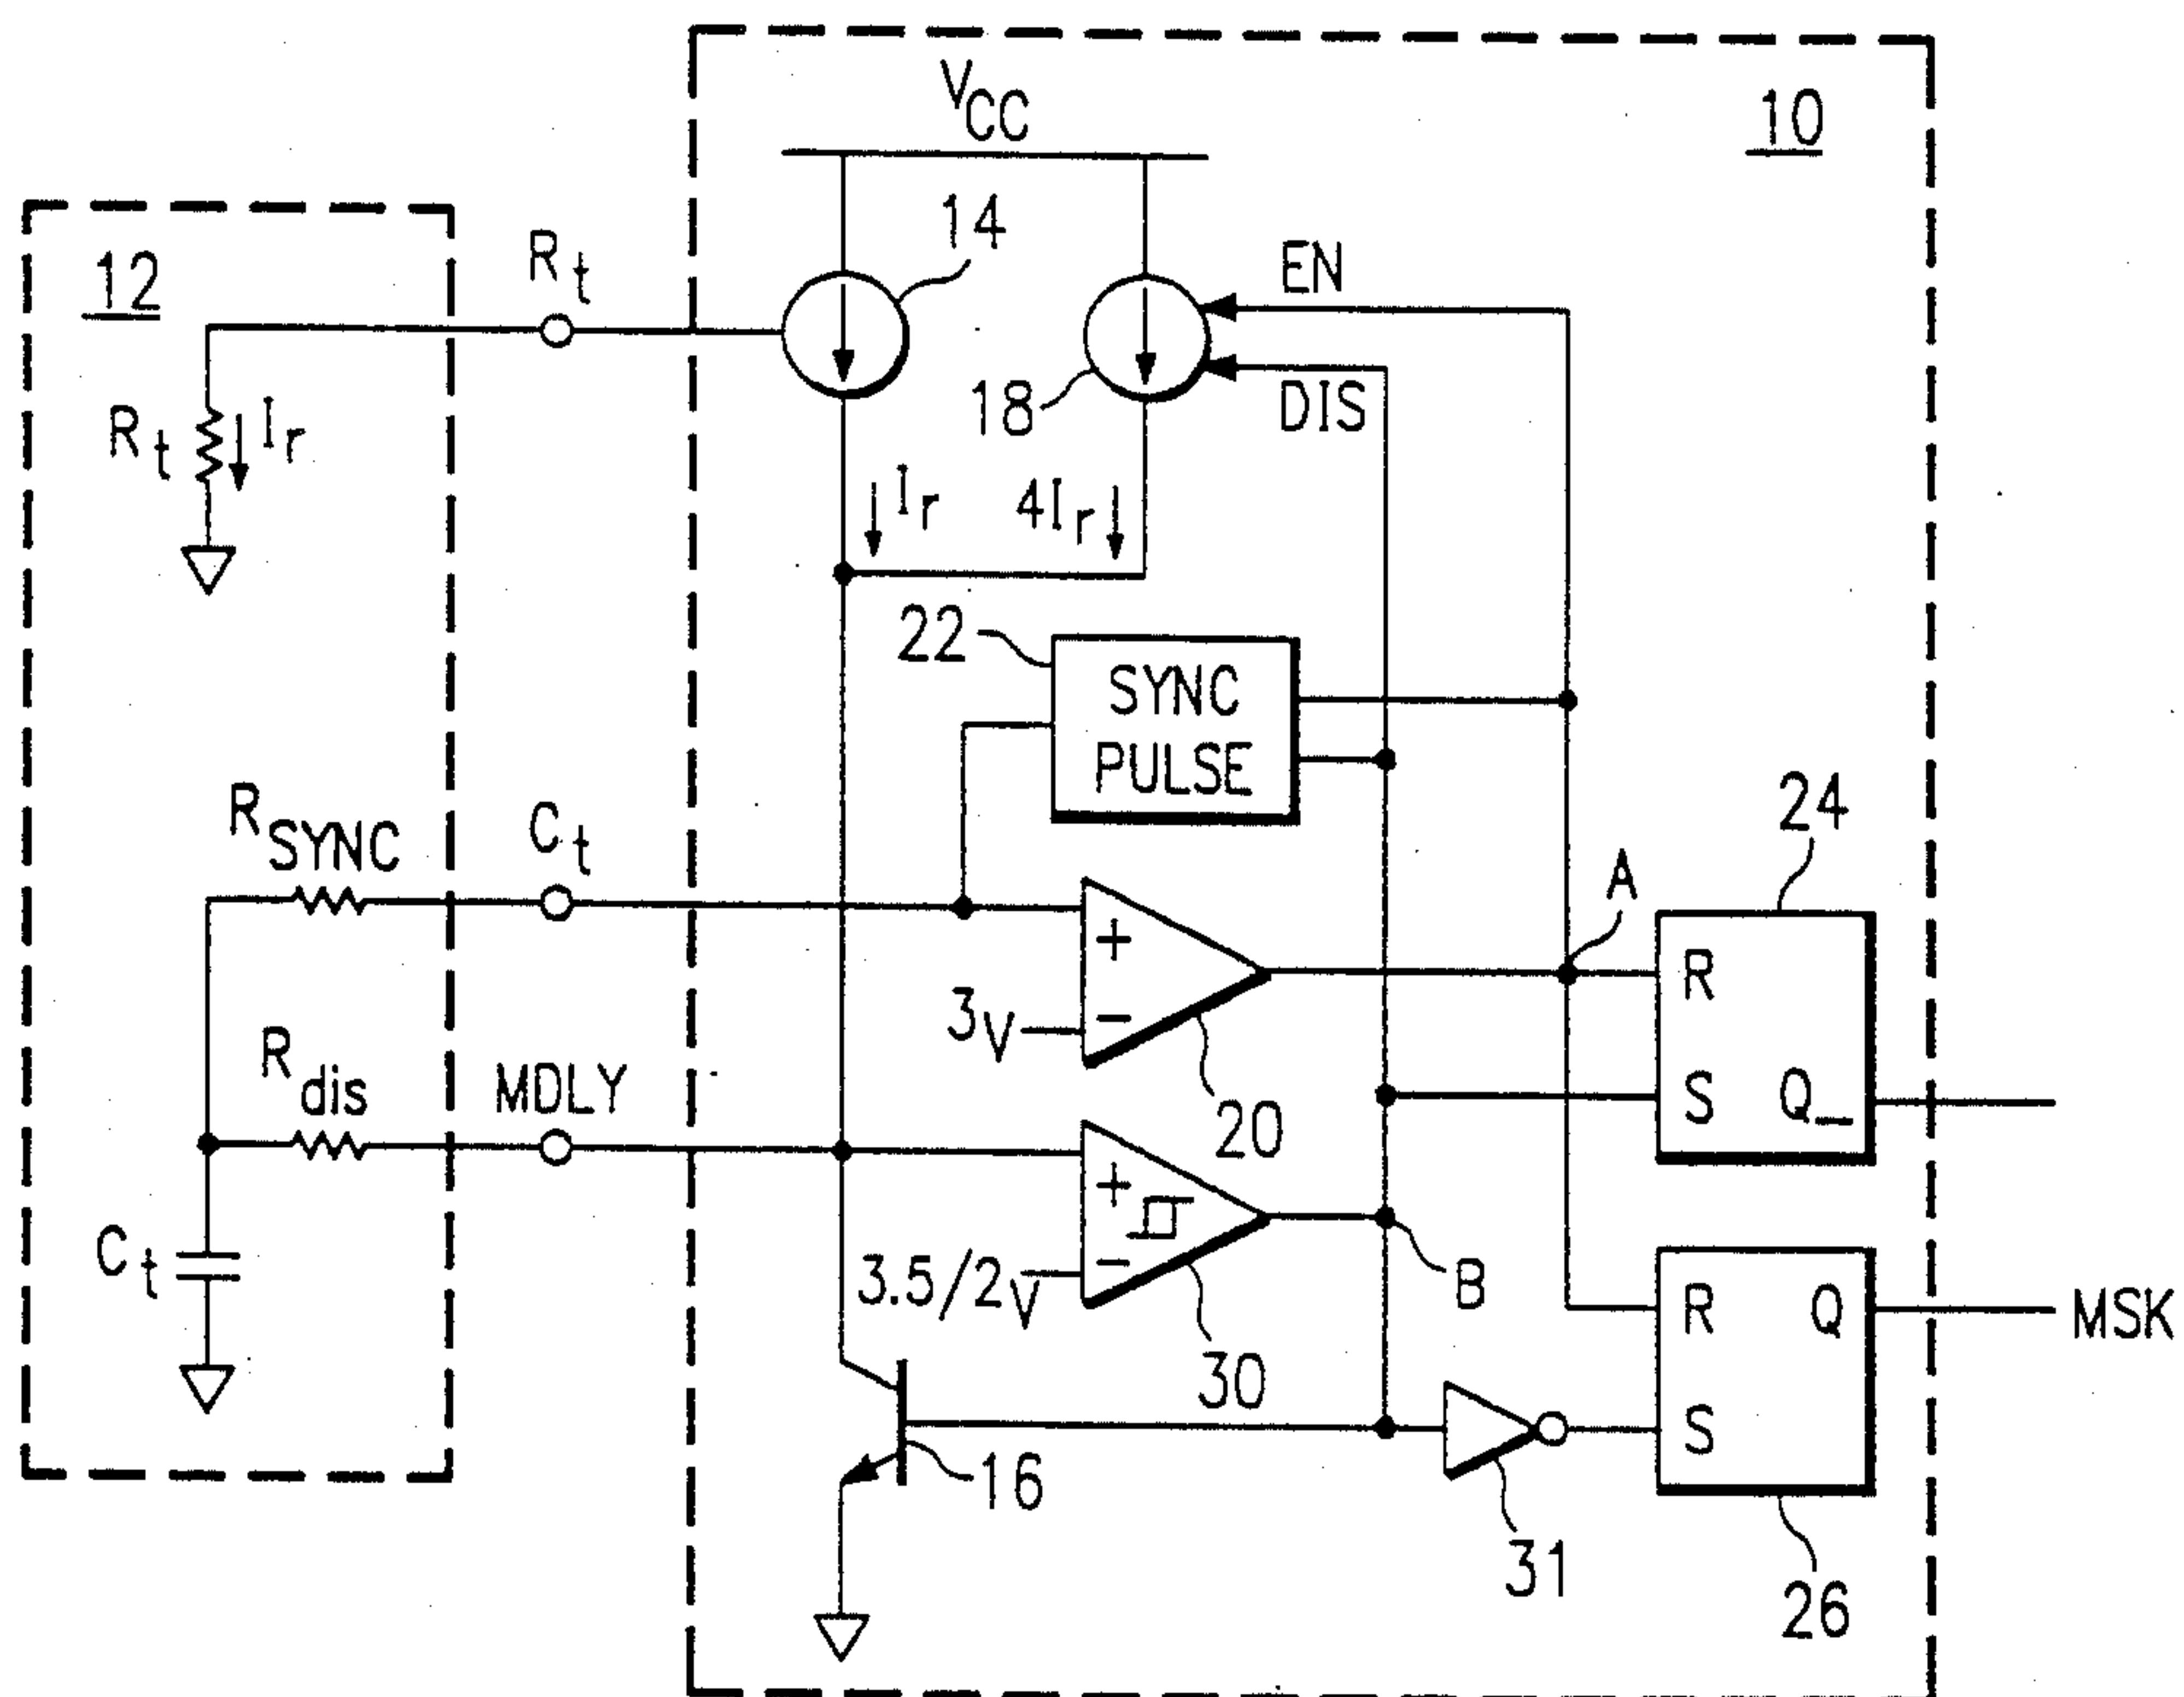 V_CC
10
12
R_t
14
EN
DIS
18
R_t
I_r
I_r
4I_r
22
SYNC
PULSE
R_SYNC
C_t
24
A
R
+
3V
−
20
S
Q_
R_dis
MDLY
+
−
3.5/2V
30
C_t
B
R
Q
MSK
S
16
31
26